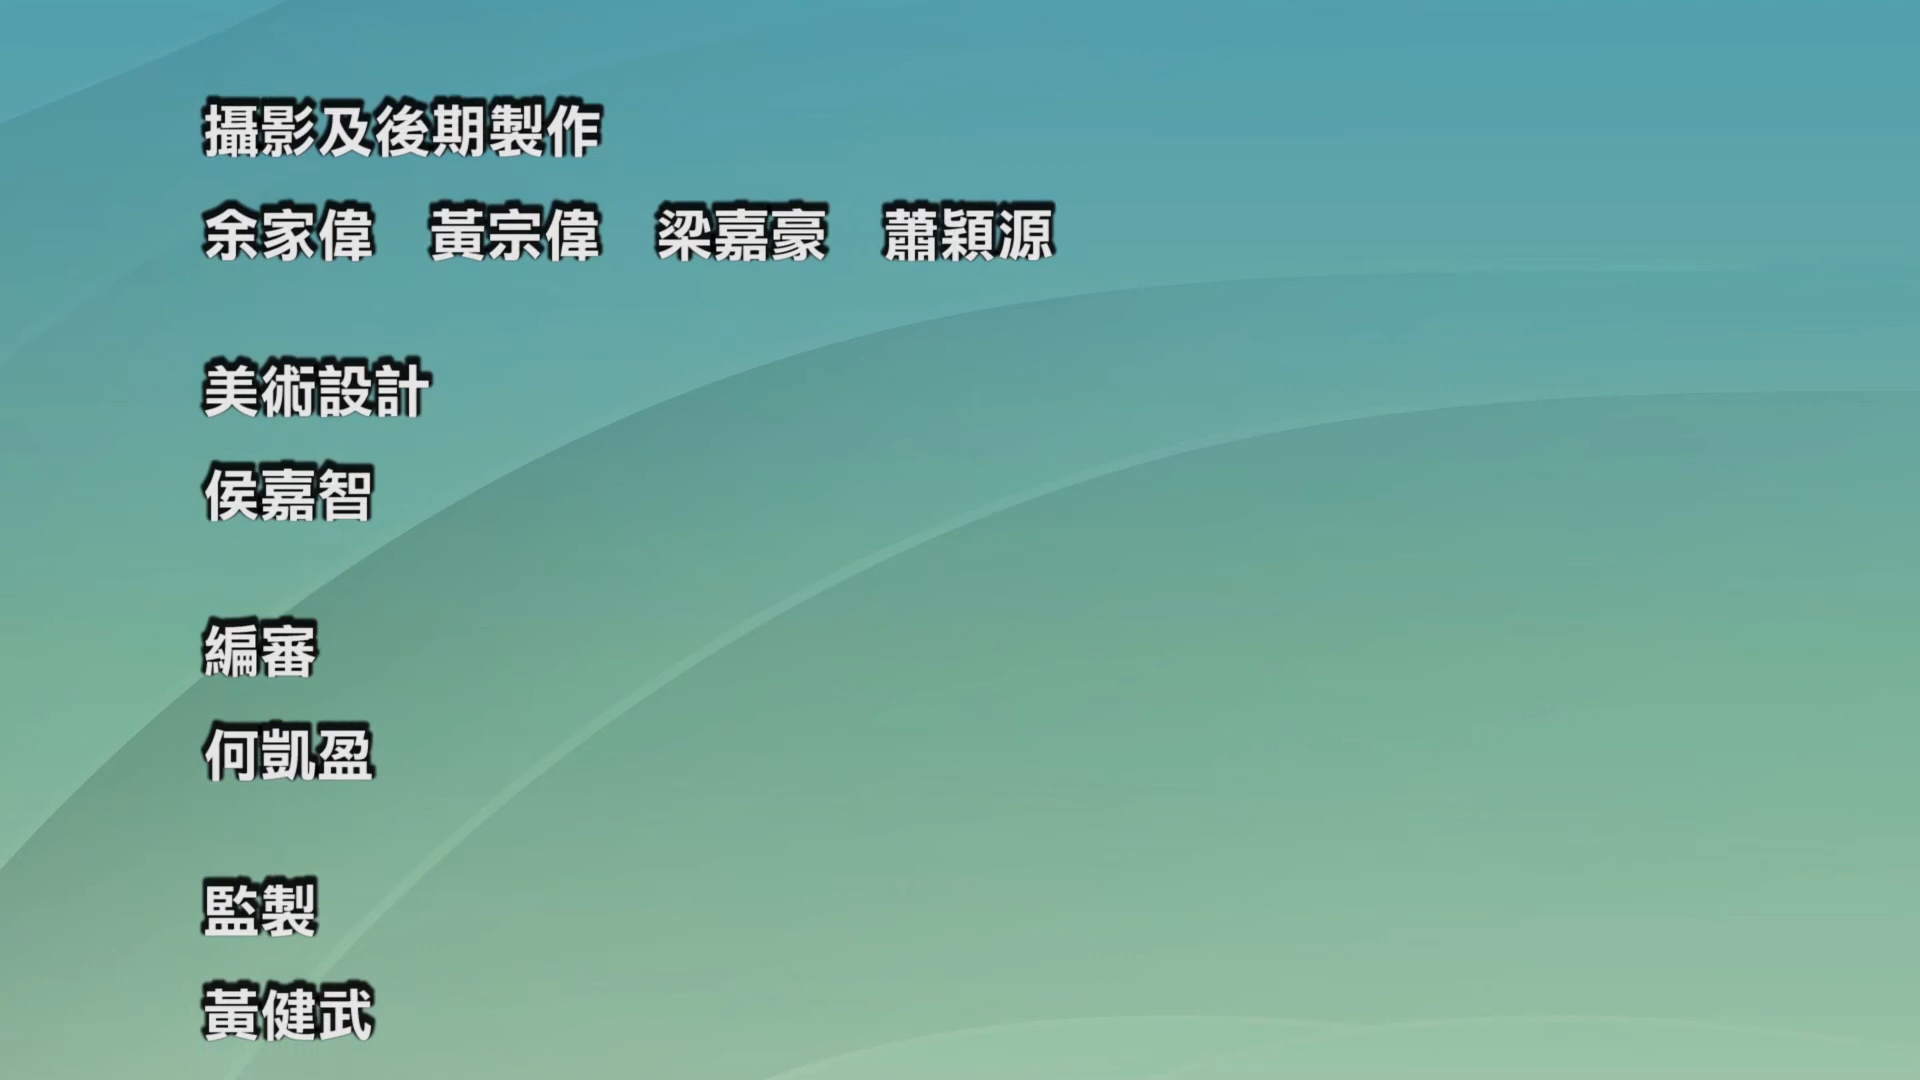 攝影及後期製作
余家偉　黃宗偉　梁嘉豪　蕭穎源
美術設計
侯嘉智
編審
何凱盈
監製
黃健武